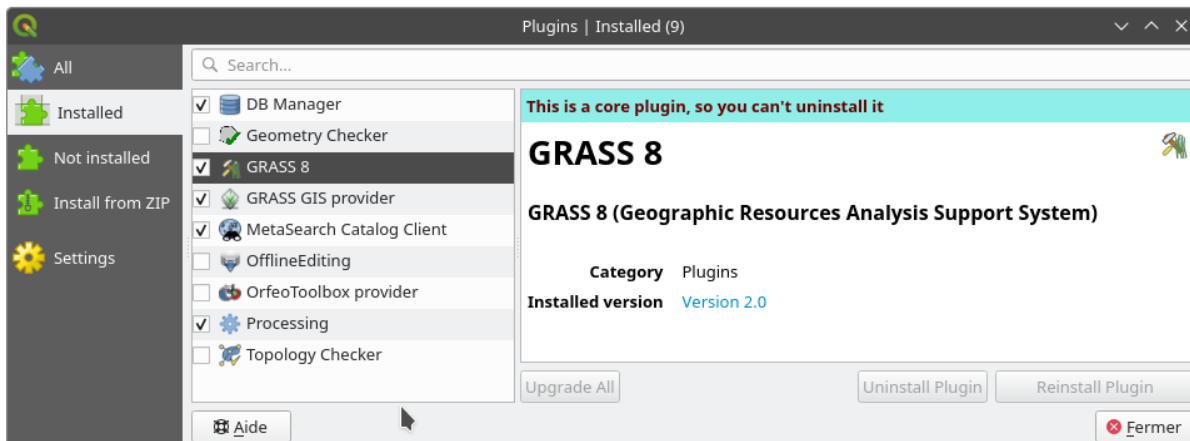 Plugins | Installed (9)
All
Installed
Not installed
Install from ZIP
Settings
Search...
DB Manager
Geometry Checker
GRASS 8
GRASS GIS provider
MetaSearch Catalog Client
OfflineEditing
OrfeoToolbox provider
Processing
Topology Checker
This is a core plugin, so you can't uninstall it
GRASS 8
GRASS 8 (Geographic Resources Analysis Support System)
Category Plugins
Installed version Version 2.0
Upgrade All
Uninstall Plugin
Reinstall Plugin
Aide
Fermer